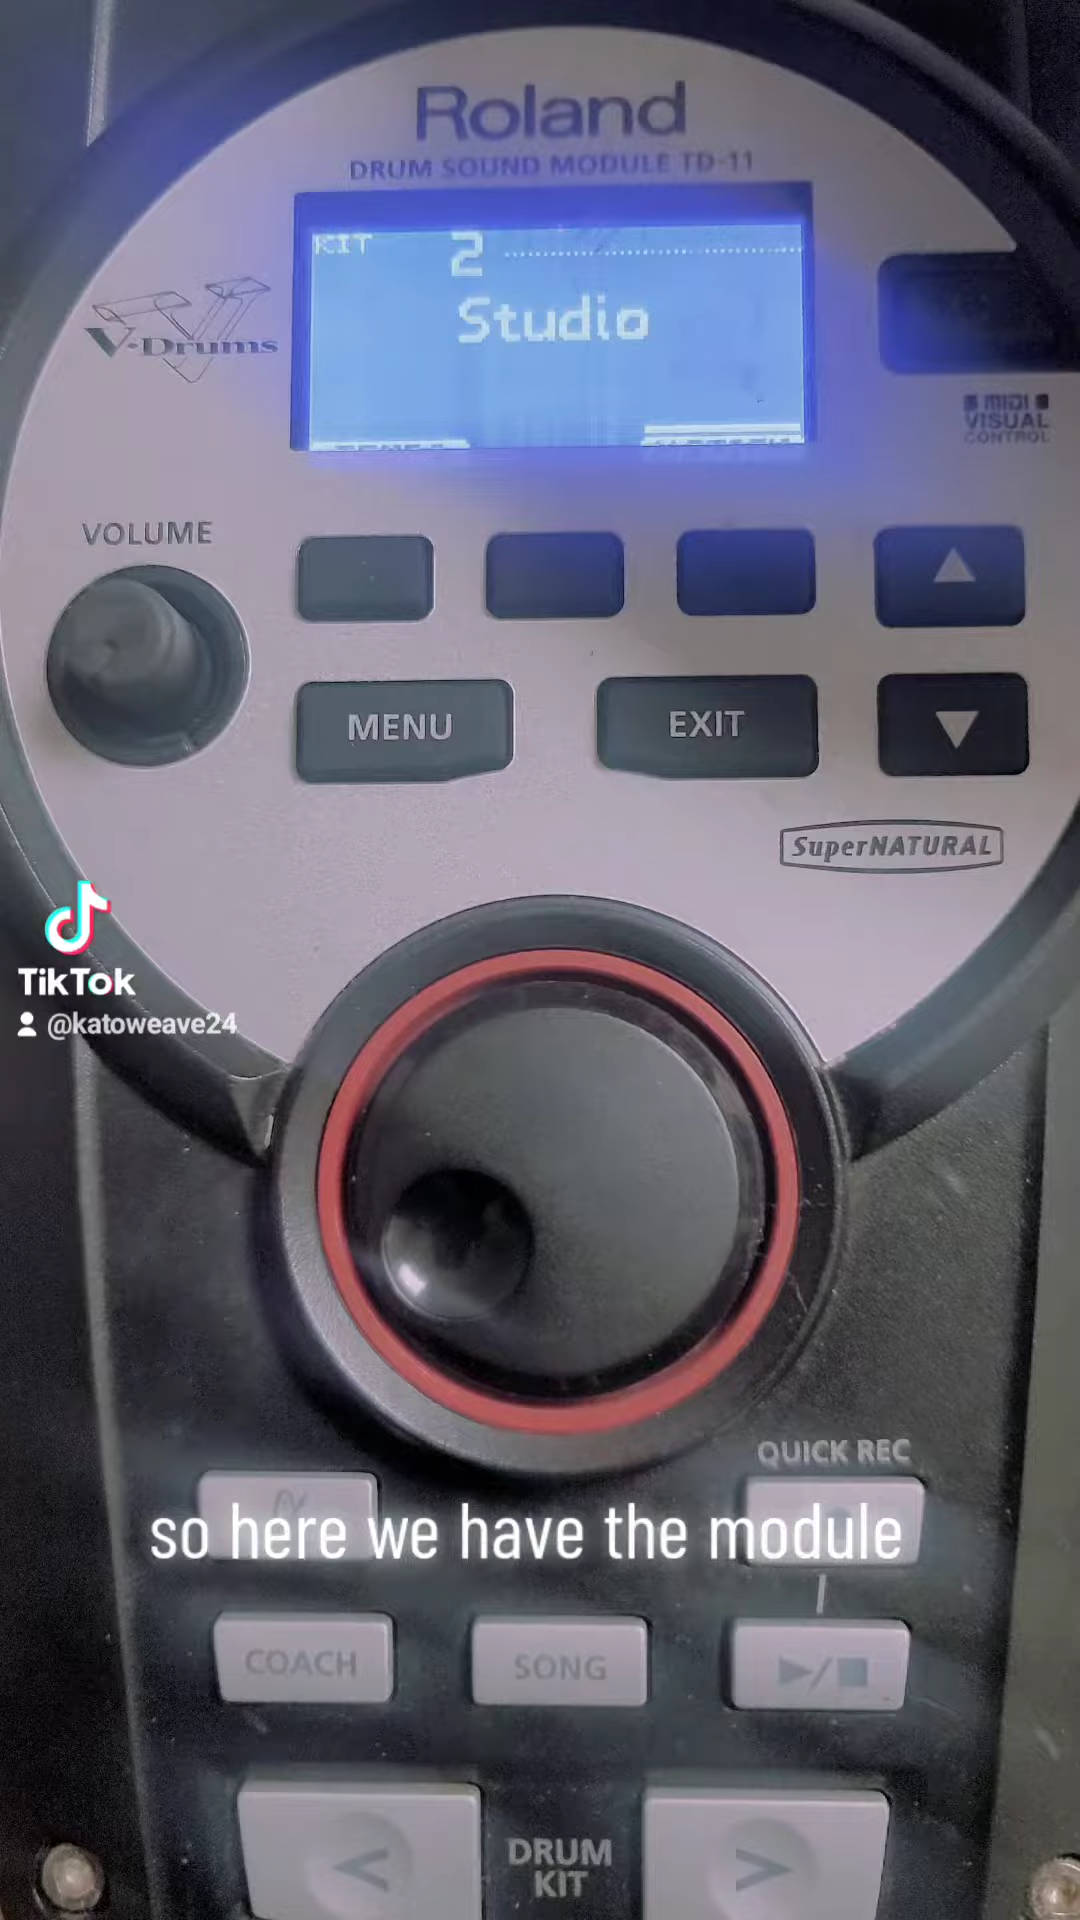 Roland
DRUM SOUND MODULE TD-11
KIT 2
Studio
V-Drums
MIDI
VISUAL
CONTROL
VOLUME
MENU
EXIT
SuperNATURAL
TikTok
@katoweave24
QUICK REC
so here we have the module
COACH
SONG
DRUM
KIT